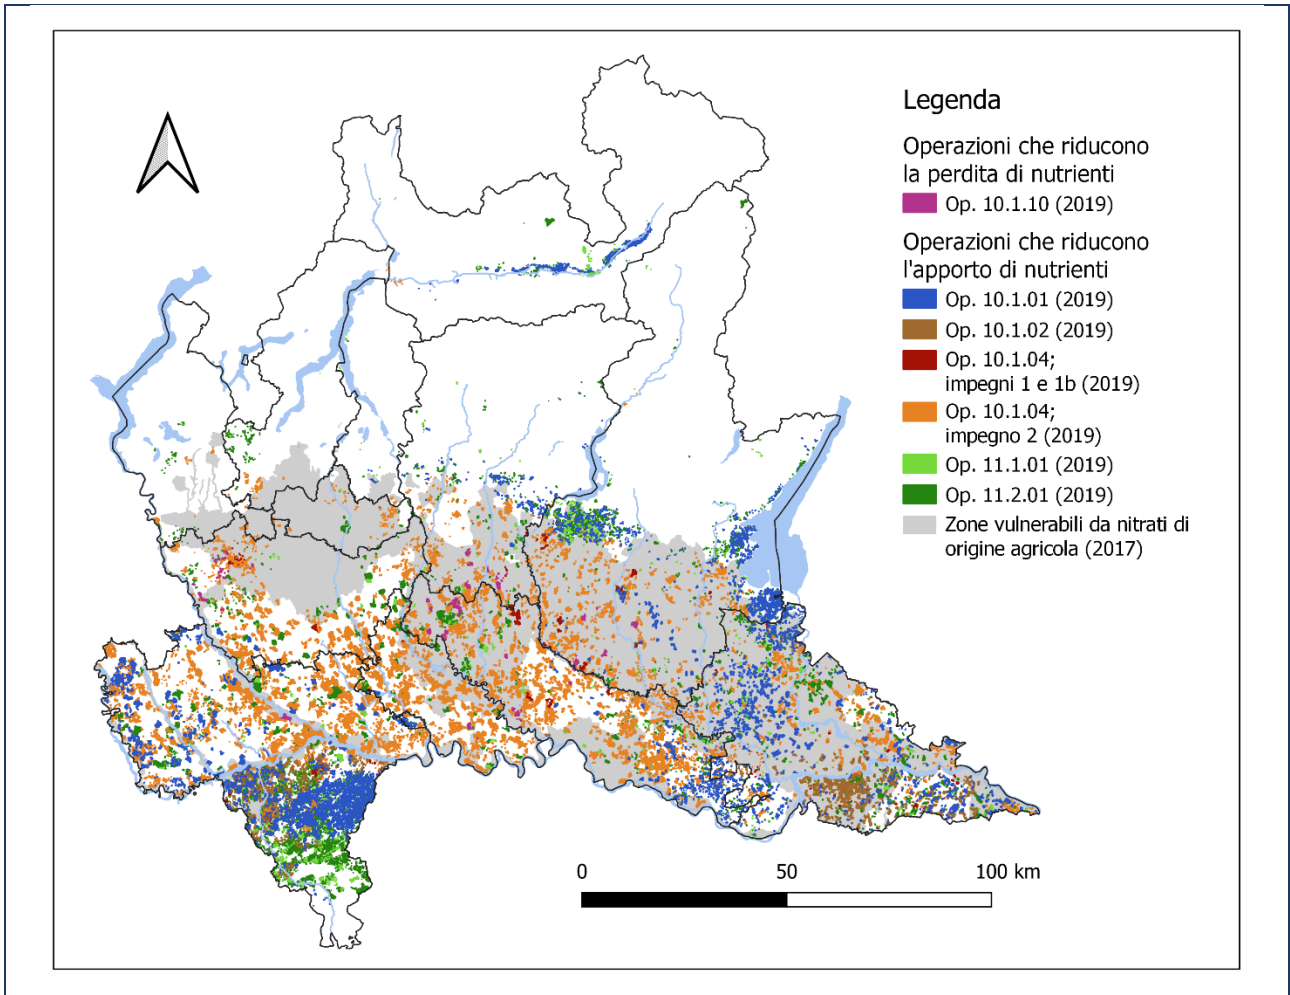 Legenda
Operazioni che riducono
la perdita di nutrienti
Op. 10.1.10 (2019)
Operazioni che riducono
l'apporto di nutrienti
Op. 10.1.01 (2019)
Op. 10.1.02 (2019)
Op. 10.1.04;
impegni 1 e 1b (2019)
Op. 10.1.04;
impegno 2 (2019)
Op. 11.1.01 (2019)
Op. 11.2.01 (2019)
Zone vulnerabili da nitrati di
origine agricola (2017)
0 50 100 km